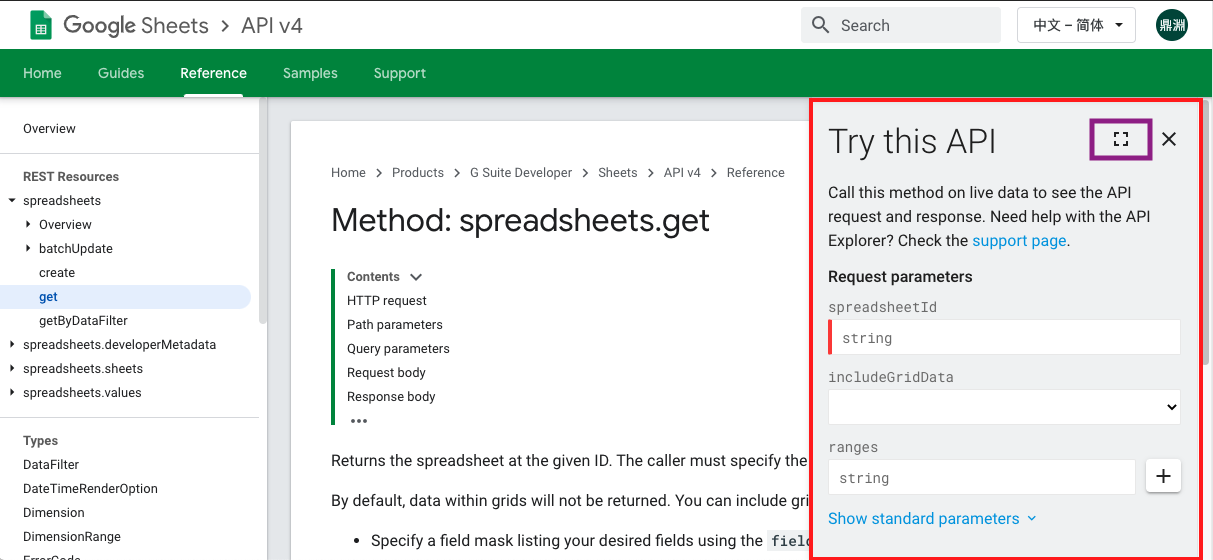 Google Sheets > API v4
Search
中文 – 简体
鼎洲
Home Guides Reference Samples Support
Overview
REST Resources
spreadsheets
Overview
batchUpdate
create
get
getByDataFilter
spreadsheets.developerMetadata
spreadsheets.sheets
spreadsheets.values
Types
DataFilter
DateTimeRenderOption
Dimension
DimensionRange
ErrorCode
Home > Products > G Suite Developer > Sheets > API v4 > Reference
Method: spreadsheets.get
Contents
HTTP request
Path parameters
Query parameters
Request body
Response body
•••
Returns the spreadsheet at the given ID. The caller must specify the
By default, data within grids will not be returned. You can include gri
• Specify a field mask listing your desired fields using the field
Try this API
Call this method on live data to see the API
request and response. Need help with the API
Explorer? Check the support page.
Request parameters
spreadsheetId
string
includeGridData
ranges
string
+
Show standard parameters